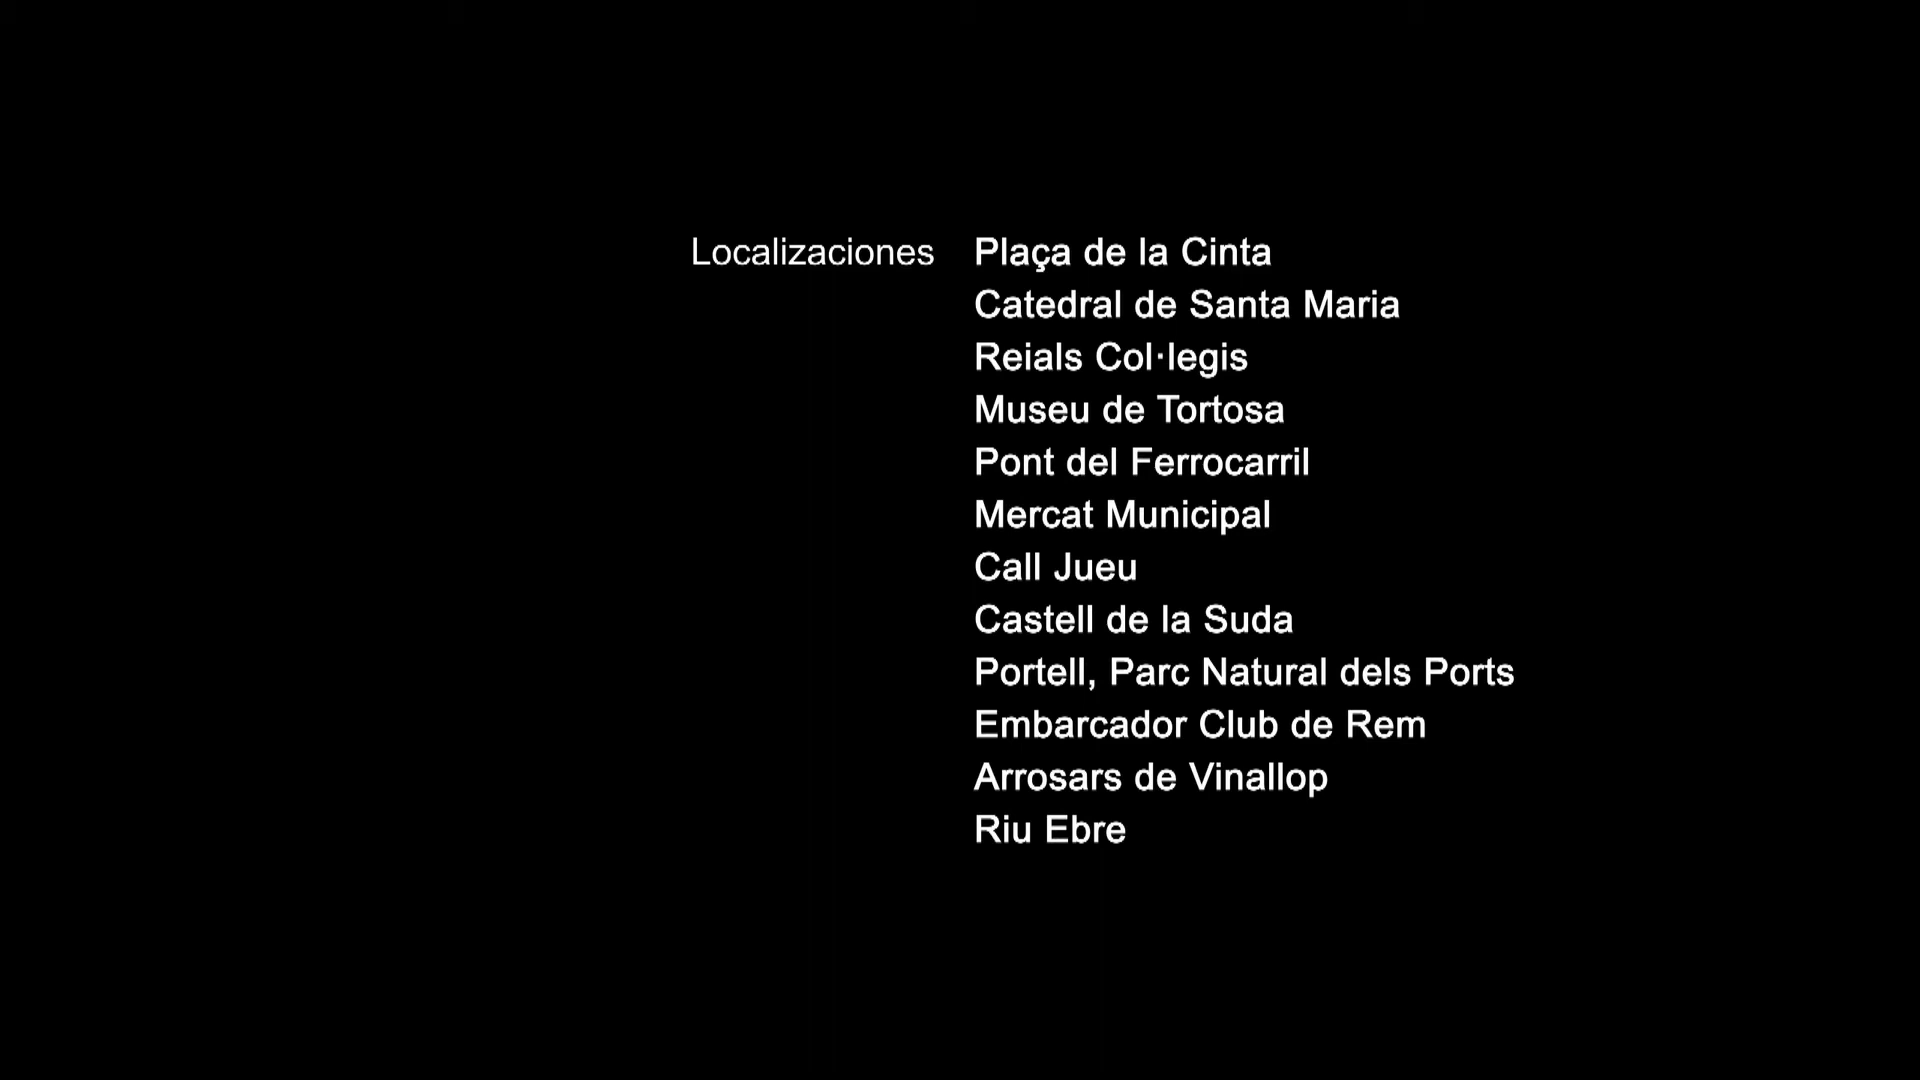 Localizaciones Plaça de la Cinta
Catedral de Santa Maria
Reials Col·legis
Museu de Tortosa
Pont del Ferrocarril
Mercat Municipal
Call Jueu
Castell de la Suda
Portell, Parc Natural dels Ports
Embarcador Club de Rem
Arrosars de Vinallop
Riu Ebre